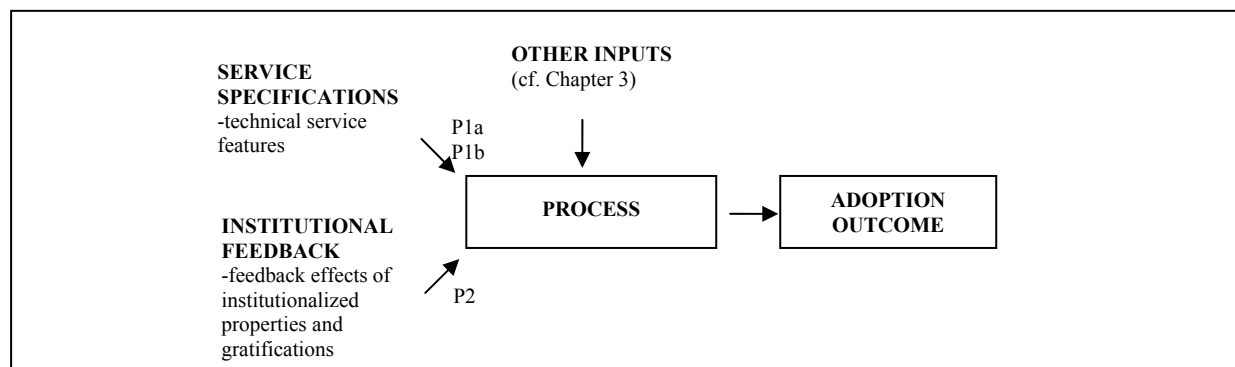 OTHER INPUTS
(cf. Chapter 3)
SERVICE
SPECIFICATIONS
-technical service
features
P1a
P1b
PROCESS
ADOPTION
OUTCOME
INSTITUTIONAL
FEEDBACK
-feedback effects of
institutionalized
properties and
gratifications
P2